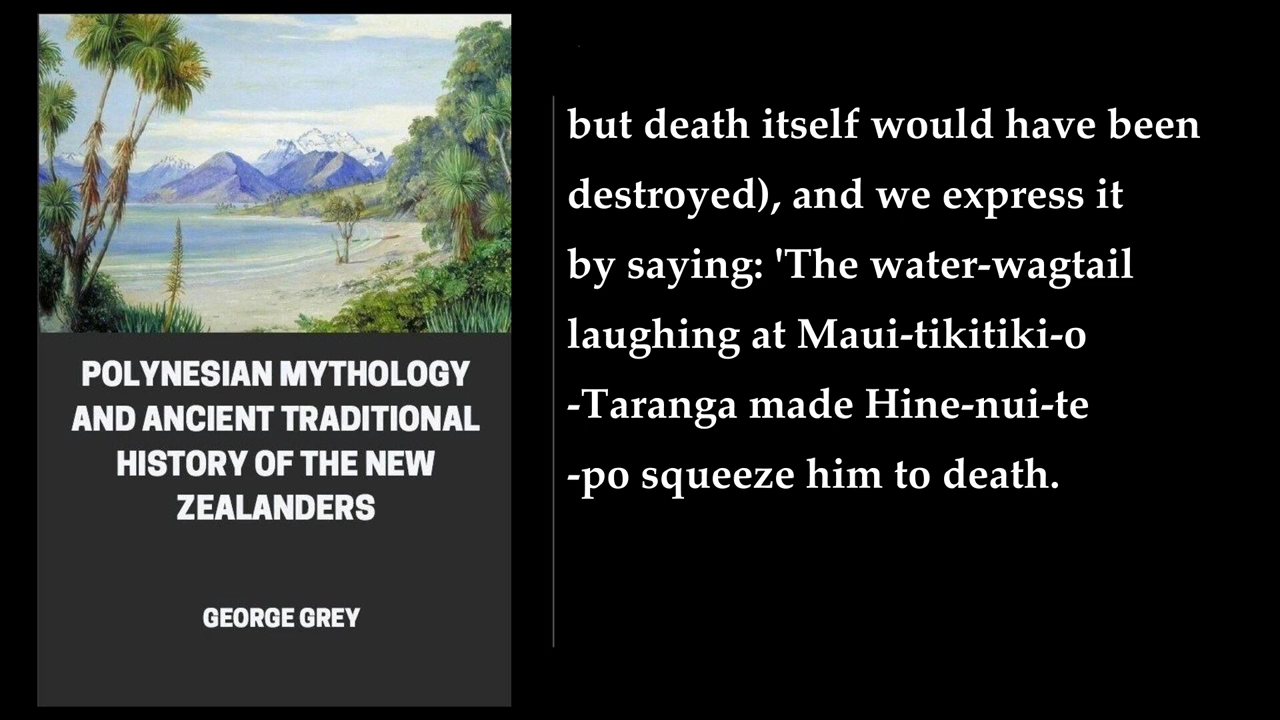 POLYNESIAN MYTHOLOGY
AND ANCIENT TRADITIONAL
HISTORY OF THE NEW
ZEALANDERS
GEORGE GREY
but death itself would have been
destroyed), and we express it
by saying: 'The water-wagtail
laughing at Maui-tikitiki-o
-Taranga made Hine-nui-te
-po squeeze him to death.